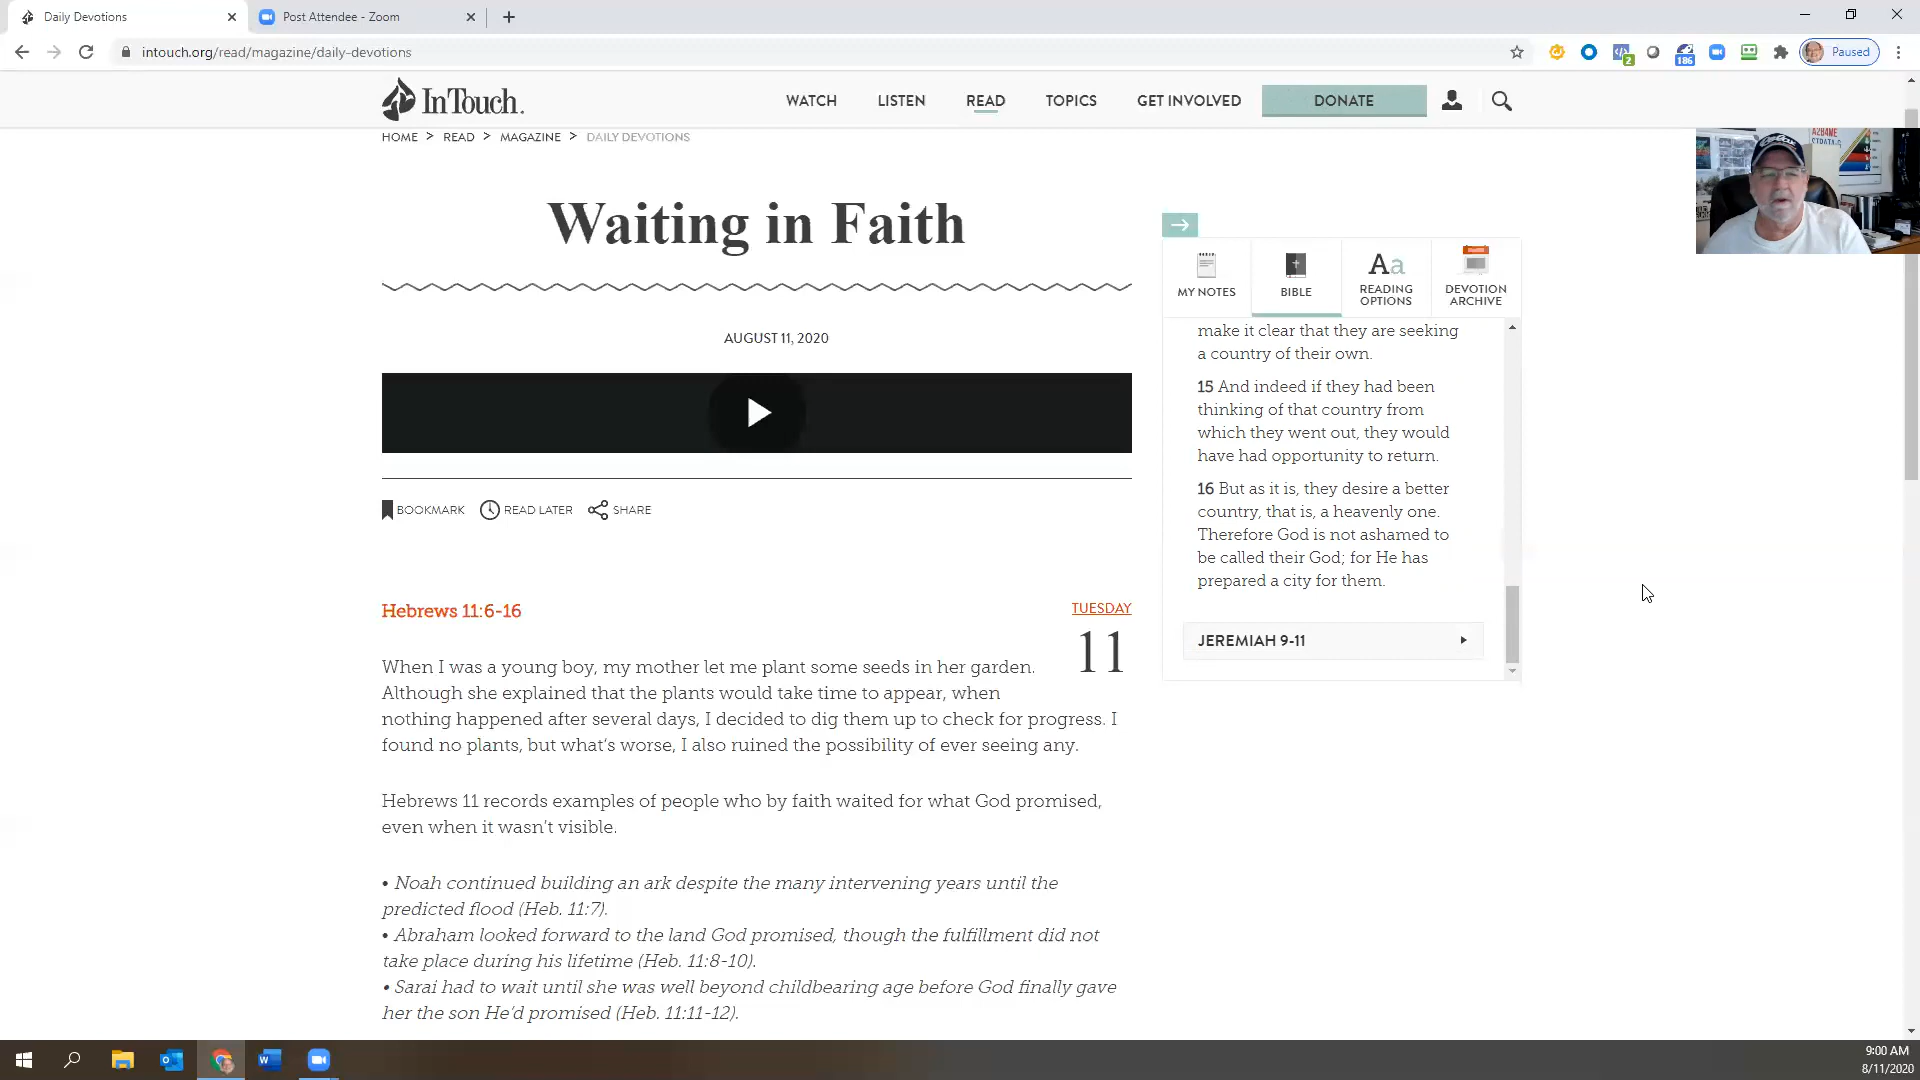 Daily Devotions
Post Attendee - Zoom
intouch.org/read/magazine/daily-devotions
2
186
Paused
InTouch.
WATCH
LISTEN
READ
TOPICS
GET INVOLVED
DONATE
HOME > READ > MAGAZINE > DAILY DEVOTIONS
Waiting in Faith
AUGUST 11, 2020
BOOKMARK
READ LATER
SHARE
Hebrews 11:6-16
TUESDAY
11
When I was a young boy, my mother let me plant some seeds in her garden.
Although she explained that the plants would take time to appear, when
nothing happened after several days, I decided to dig them up to check for progress. I
found no plants, but what's worse, I also ruined the possibility of ever seeing any.
Hebrews 11 records examples of people who by faith waited for what God promised,
even when it wasn't visible.
• Noah continued building an ark despite the many intervening years until the
predicted flood (Heb. 11:7).
• Abraham looked forward to the land God promised, though the fulfillment did not
take place during his lifetime (Heb. 11:8-10).
• Sarai had to wait until she was well beyond childbearing age before God finally gave
her the son He'd promised (Heb. 11:11-12).
MY NOTES
BIBLE
Aa
READING
OPTIONS
DEVOTION
ARCHIVE
make it clear that they are seeking
a country of their own.
15 And indeed if they had been
thinking of that country from
which they went out, they would
have had opportunity to return.
16 But as it is, they desire a better
country, that is, a heavenly one.
Therefore God is not ashamed to
be called their God; for He has
prepared a city for them.
JEREMIAH 9-11
9:00 AM
8/11/2020